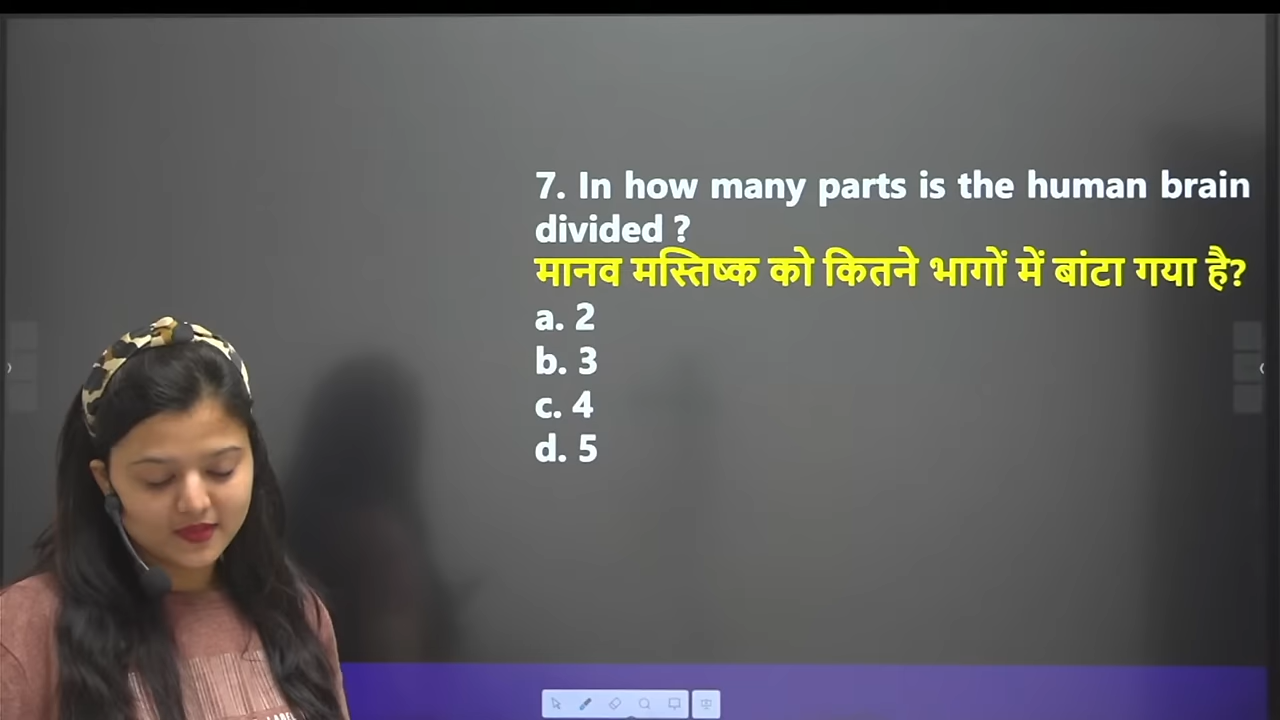 7. In how many parts is the human brain
divided ?
मानव मस्तिष्क को कितने भागों में बांटा गया है?
a. 2
b. 3
c. 4
d. 5